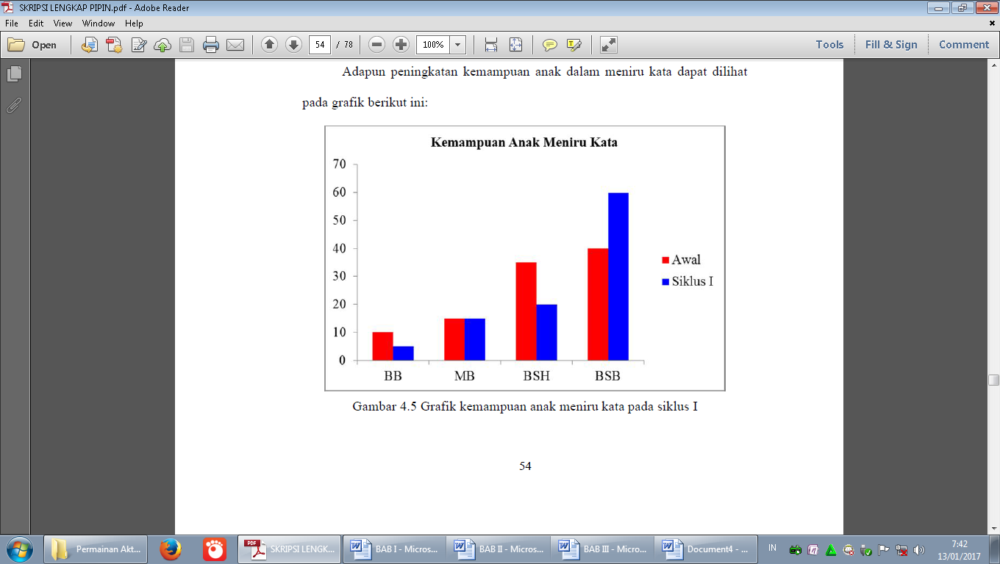 SKRIPSI LENGKAP PIPIN.pdf - Adobe Reader
File Edit View Window Help
Open 54 / 78 100% Tools Fill & Sign Comment
Adapun peningkatan kemampuan anak dalam meniru kata dapat dilihat
pada grafik berikut ini:
Kemampuan Anak Meniru Kata
70
60
50
40
30
20
10
0
BB MB BSH BSB
Awal
Siklus I
Gambar 4.5 Grafik kemampuan anak meniru kata pada siklus I
54
Permainan Akt... SKRIPSI LENGK... BAB I - Micros... BAB II - Micros... BAB III - Micro... Document4 - ... IN 7:42
13/01/2017